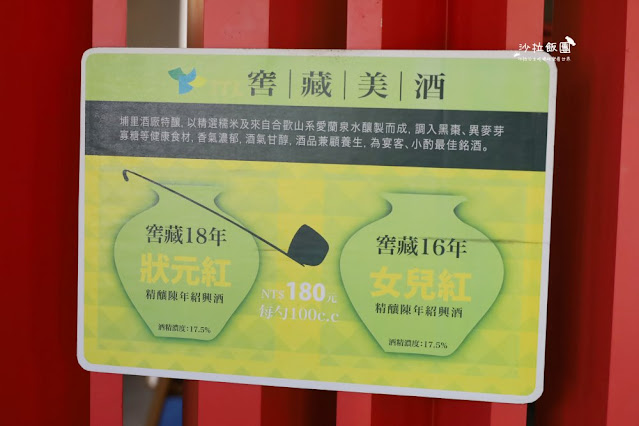 沙拉飯團
窖藏美酒
埔里酒廠特釀，以精選糯米及來自合歡山系愛蘭泉水釀製而成，調入黑棗、異麥芽
寡糖等健康食材，香氣濃郁，酒氣甘醇，酒品兼顧養生，為宴客、小酌最佳銘酒。
窖藏18年
狀元紅
精釀陳年紹興酒
酒精濃度：17.5%
NT$180元
每勺100c.c
窖藏16年
女兒紅
精釀陳年紹興酒
酒精濃度：17.5%